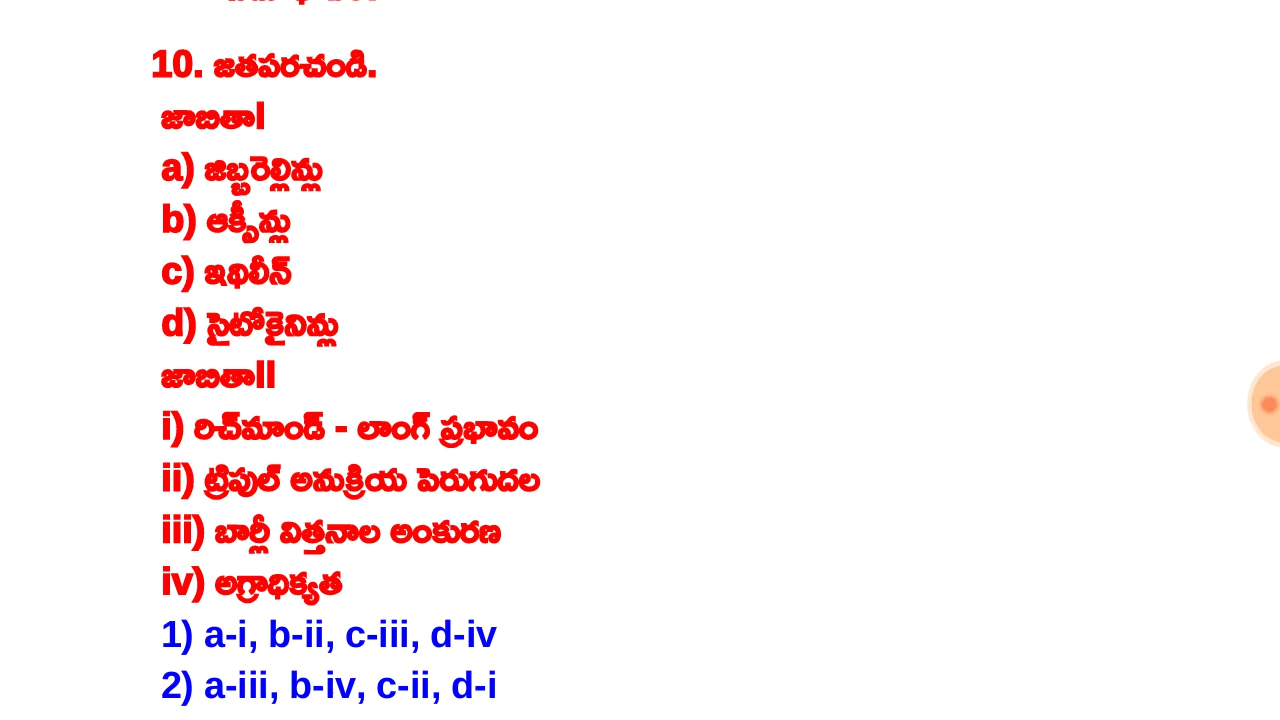 10. జతపరచండి.
జాబితాI
a) జిబ్బరెల్లిన్లు
b) ఆక్సీన్లు
c) ఇథిలీన్
d) సైటోకైనిన్లు
జాబితాII
i) రిచ్‌మాండ్ - లాంగ్ ప్రభావం
ii) ట్రిపుల్ అనుక్రియ పెరుగుదల
iii) బార్లీ విత్తనాల అంకురణ
iv) అగ్రాధిక్యత
1) a-i, b-ii, c-iii, d-iv
2) a-iii, b-iv, c-ii, d-i